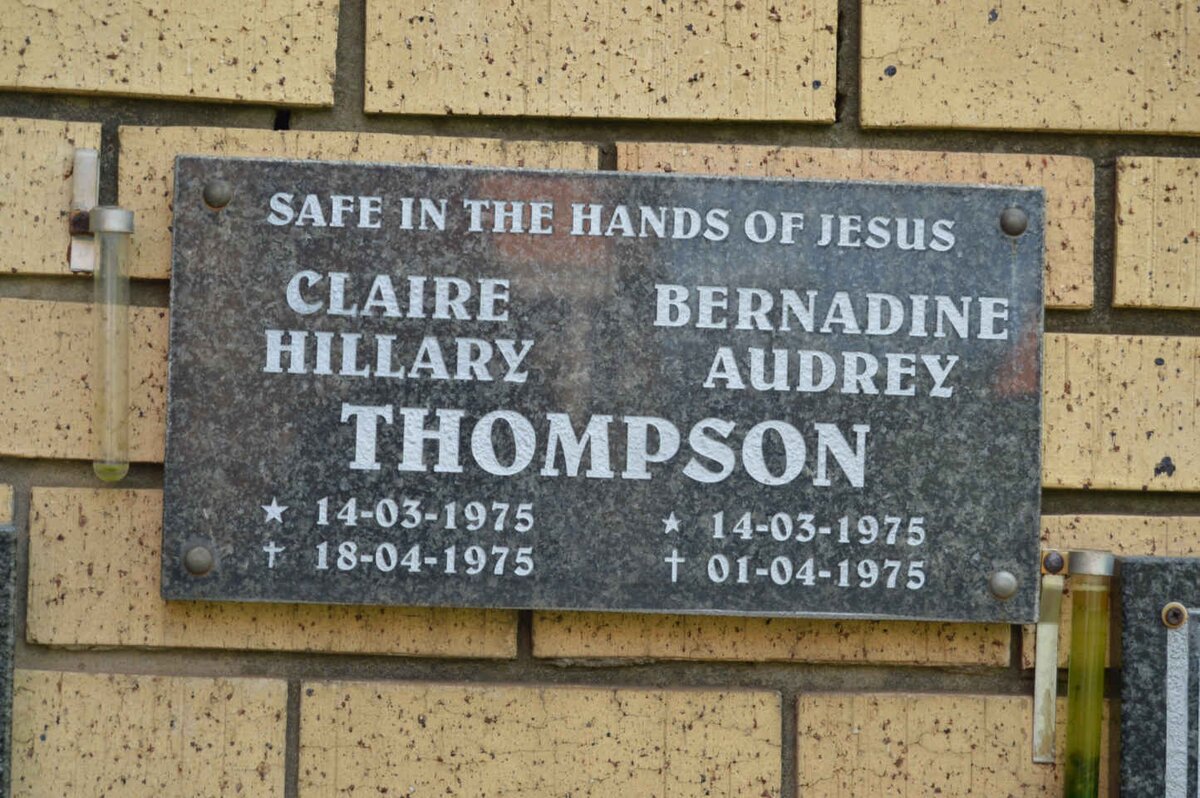 SAFE IN THE HANDS OF JESUS
CLAIRE HILLARY
BERNADINE AUDREY
THOMPSON
★ 14-03-1975
✝ 18-04-1975
★ 14-03-1975
✝ 01-04-1975